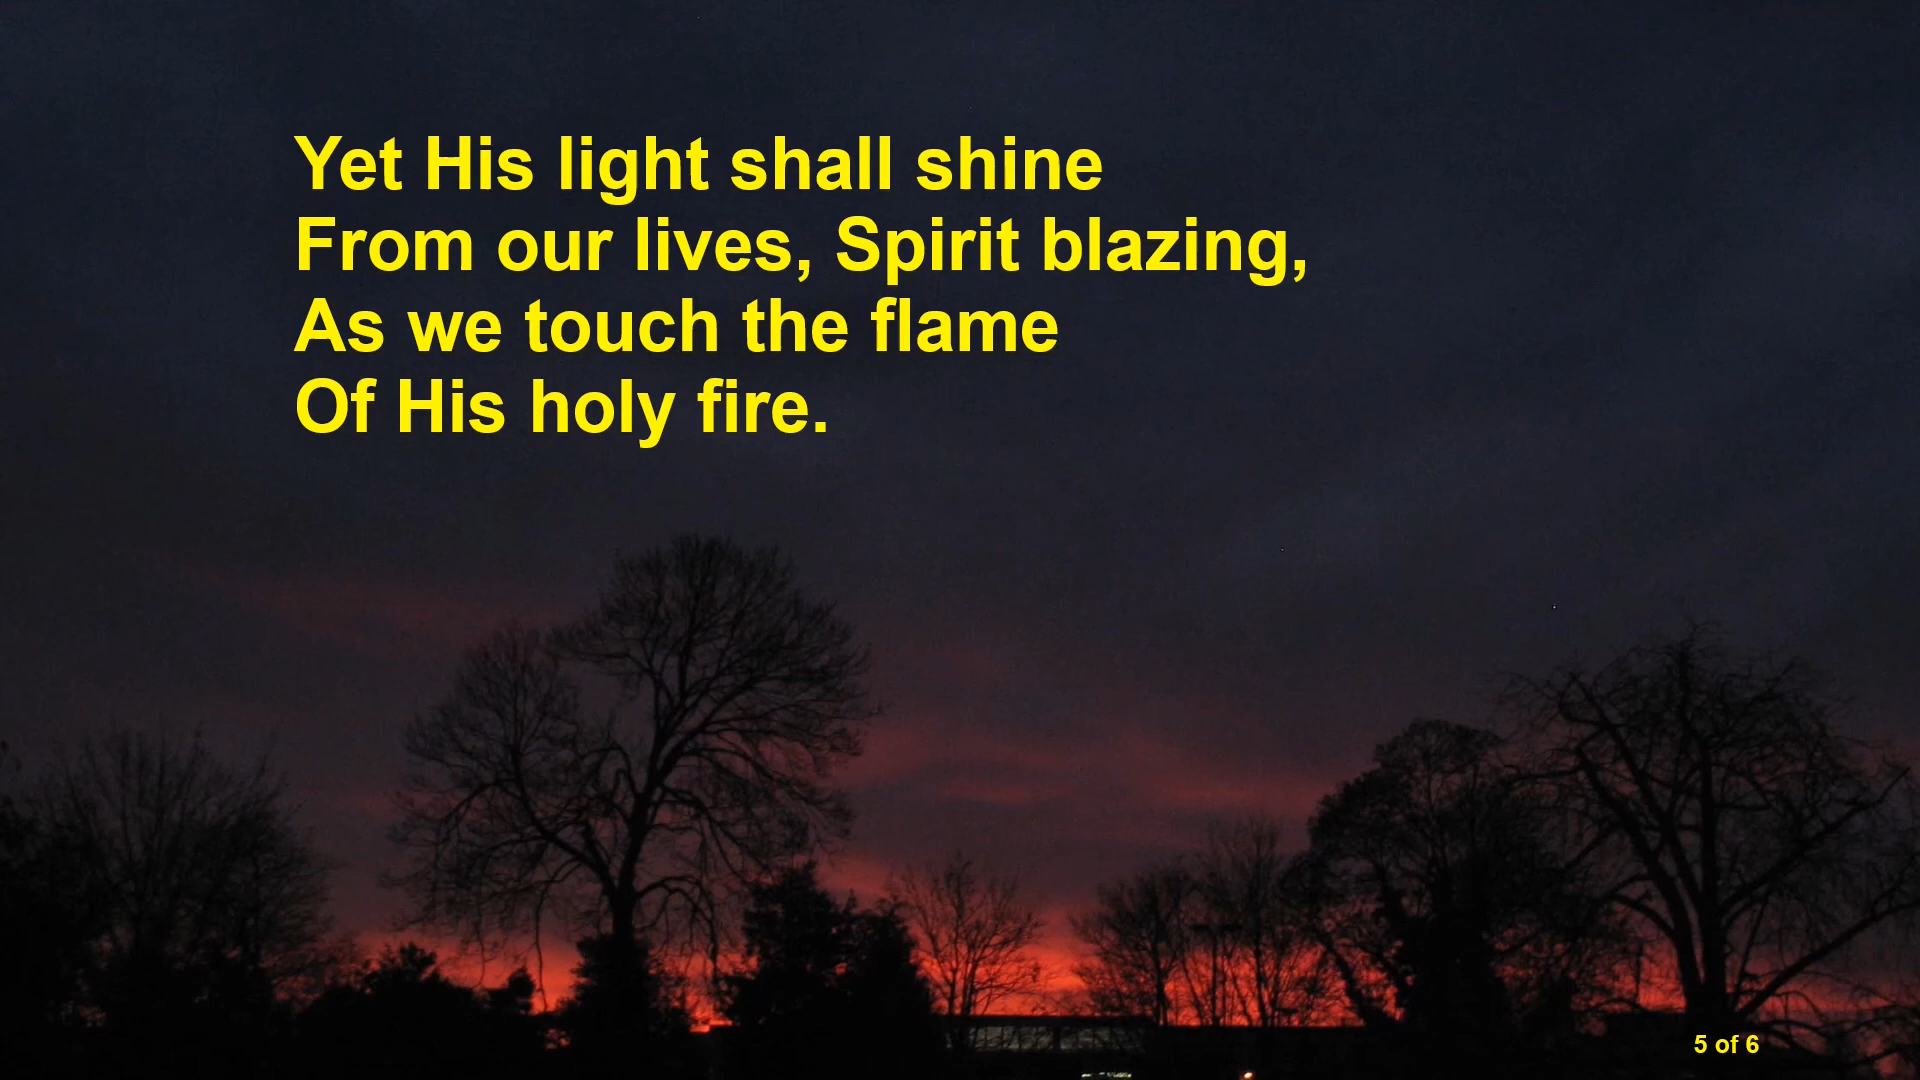 Yet His light shall shine
From our lives, Spirit blazing,
As we touch the flame
Of His holy fire.
5 of 6